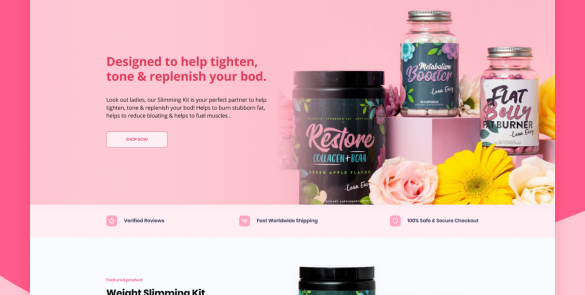 Designed to help tighten,
tone & replenish your bod.
Look out ladies, our Slimming Kit is your perfect partner to help
tighten, tone & replenish your bod! Helps to burn stubborn fat,
helps to reduce bloating & helps to fuel muscles..
SHOP NOW
Metabolism
Booster
-Lean Easy
FLAT
Belly
FAT BURNER
-Lean Easy
Restore
COLLAGEN+BCAA
GREEN APPLE FLAVOR
-Lean Easy
Verified Reviews
Fast Worldwide Shipping
100% Safe & Secure Checkout
Featured product
Weight Slimming Kit